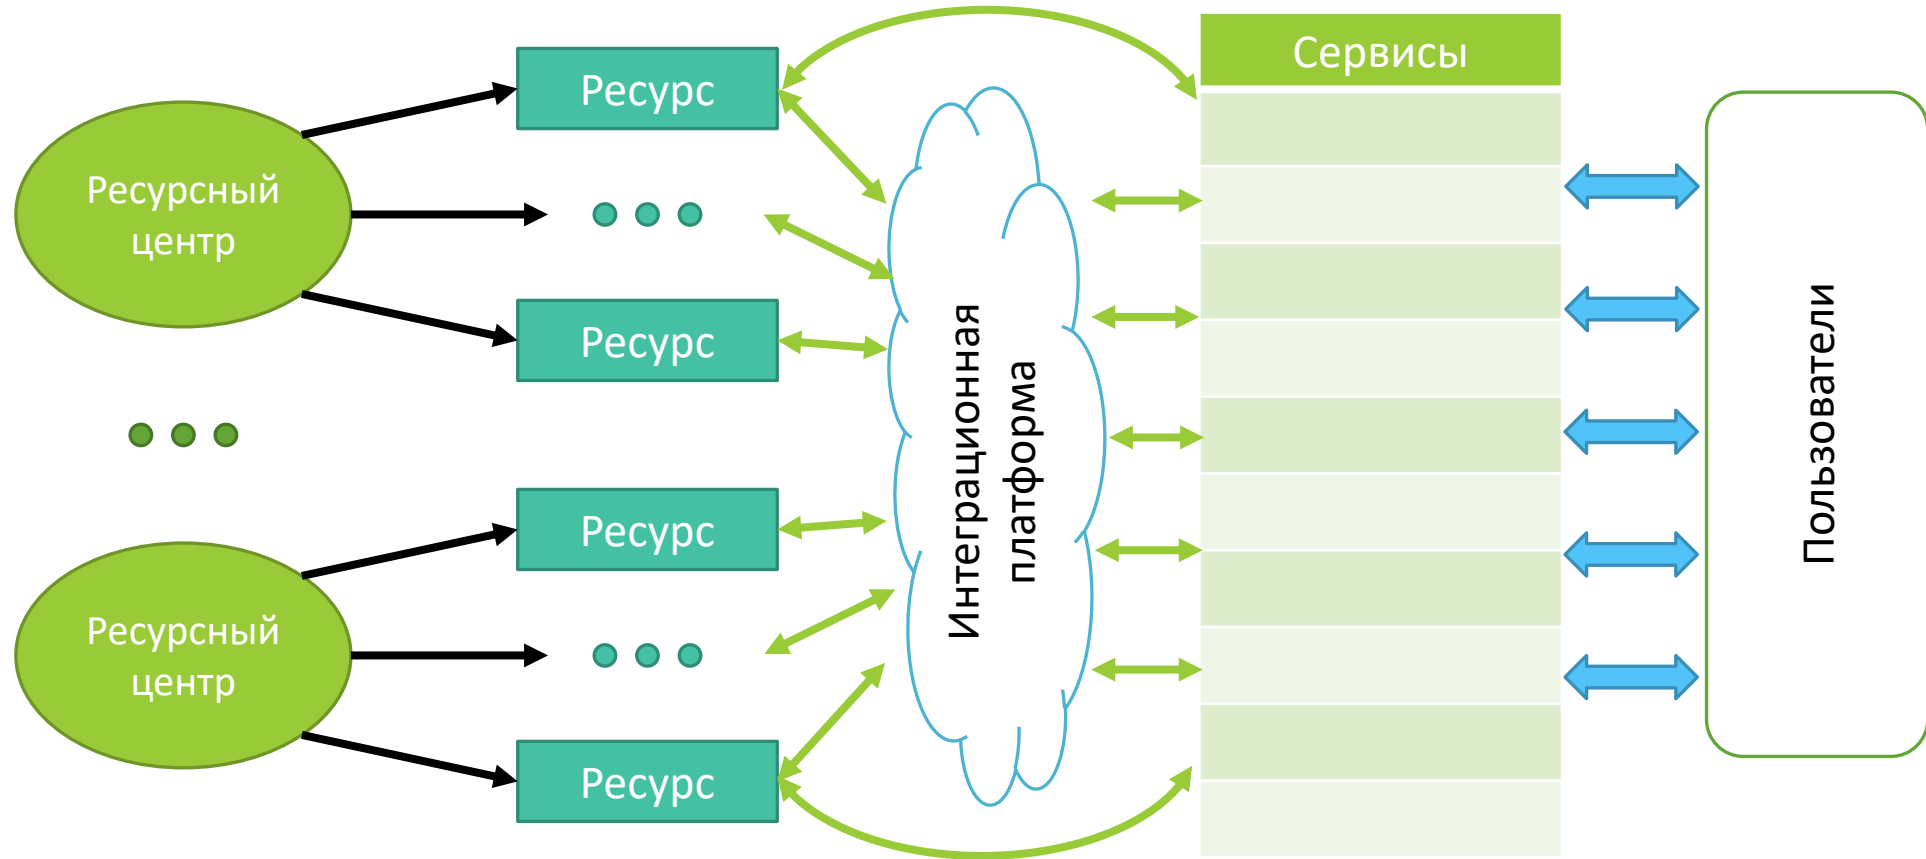 Ресурсный
центр
Ресурс
Ресурс
Ресурсный
центр
Ресурс
Ресурс
Интеграционная
платформа
Сервисы
Пользователи